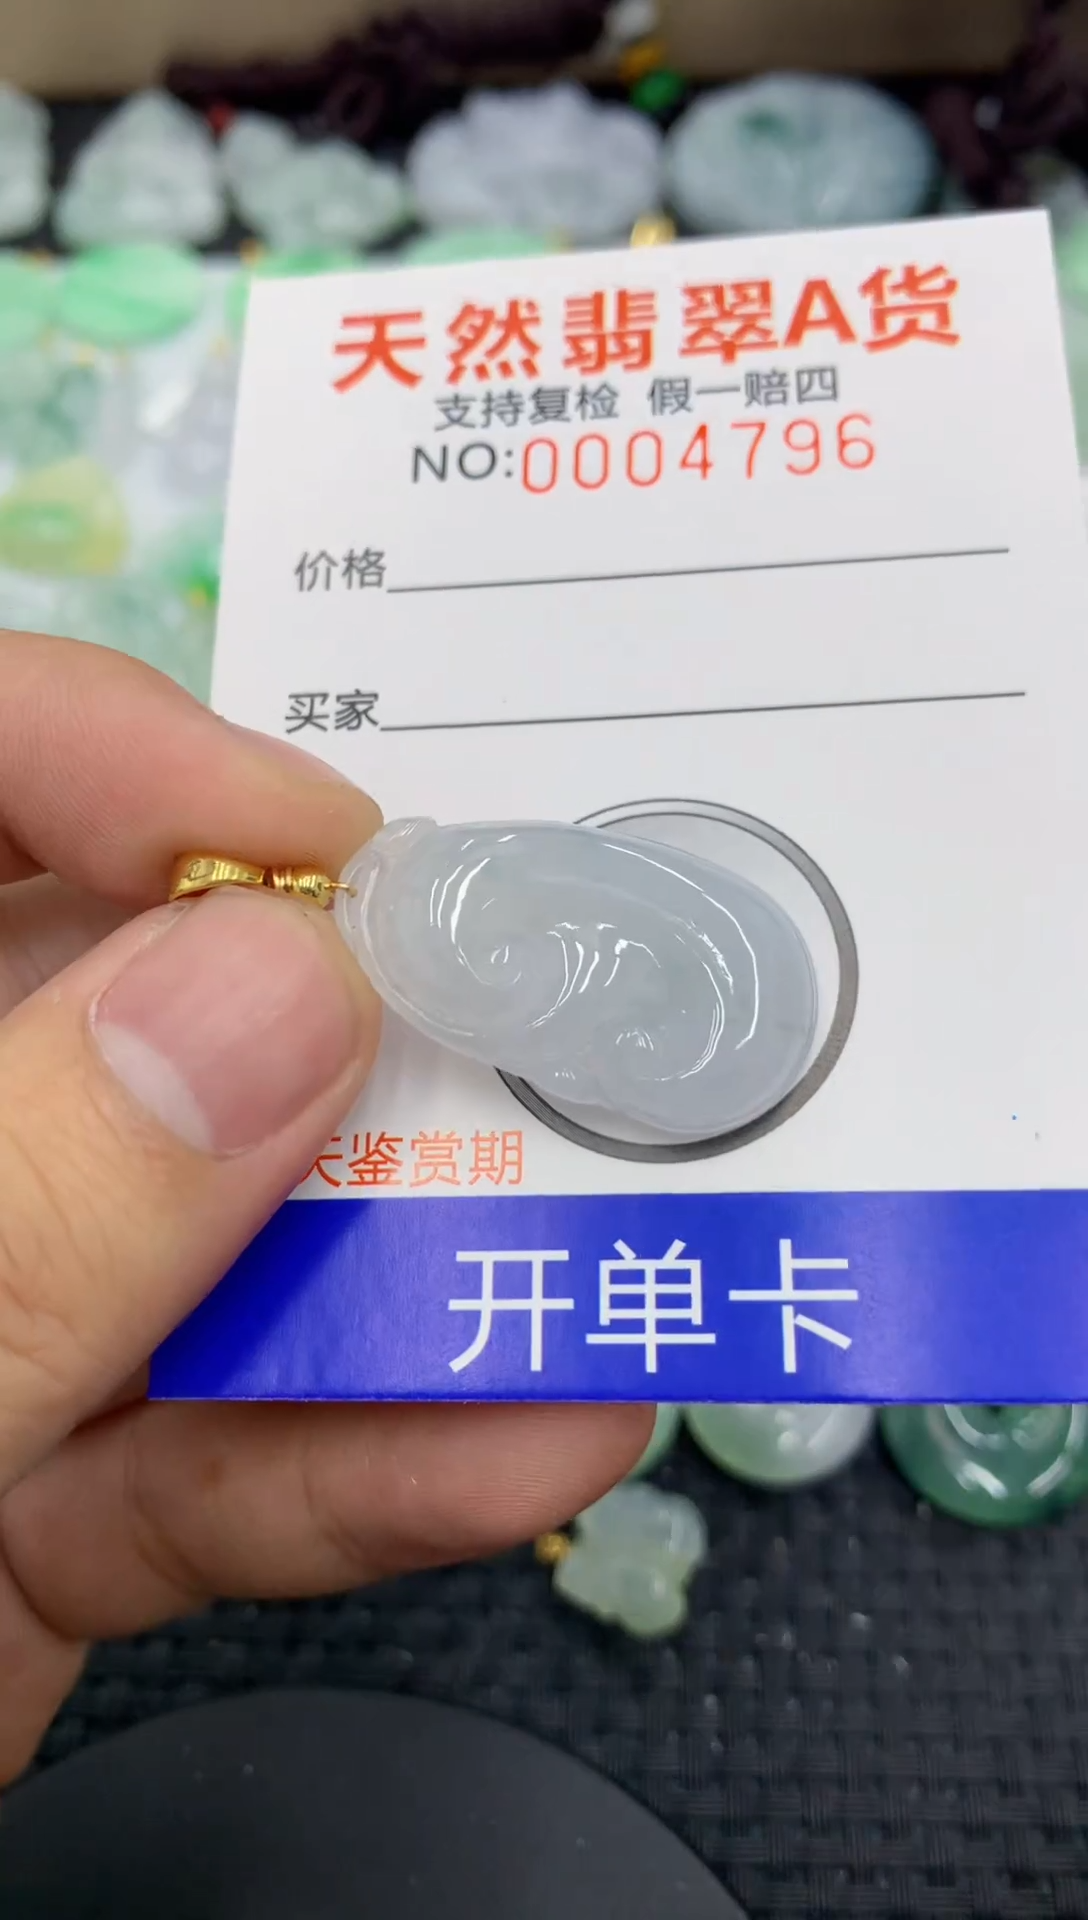 天然翡翠A货
支持复检 假一赔四
NO:0004796
价格
买家
天鉴赏期
开单卡